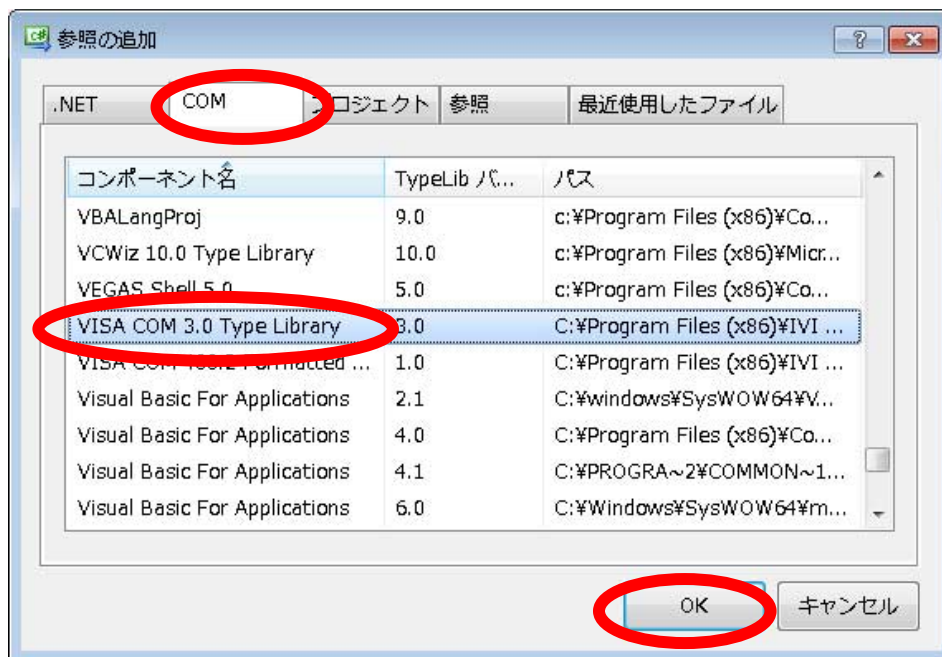 参照の追加
.NET COM プロジェクト 参照 最近使用したファイル
コンポーネント名 TypeLib バ... パス
VBALangProj 9.0 c:¥Program Files (x86)¥Co...
VCWiz 10.0 Type Library 10.0 c:¥Program Files (x86)¥Micr...
VEGAS Shell 5.0 5.0 c:¥Program Files (x86)¥Co...
VISA COM 3.0 Type Library 3.0 C:¥Program Files (x86)¥IVI ...
VISA COM 488.2 Formatted ... 1.0 C:¥Program Files (x86)¥IVI ...
Visual Basic For Applications 2.1 C:¥windows¥SysWOW64¥V...
Visual Basic For Applications 4.0 C:¥Program Files (x86)¥Co...
Visual Basic For Applications 4.1 C:¥PROGRA~2¥COMMON~1...
Visual Basic For Applications 6.0 C:¥Windows¥SysWOW64¥m...
OK キャンセル